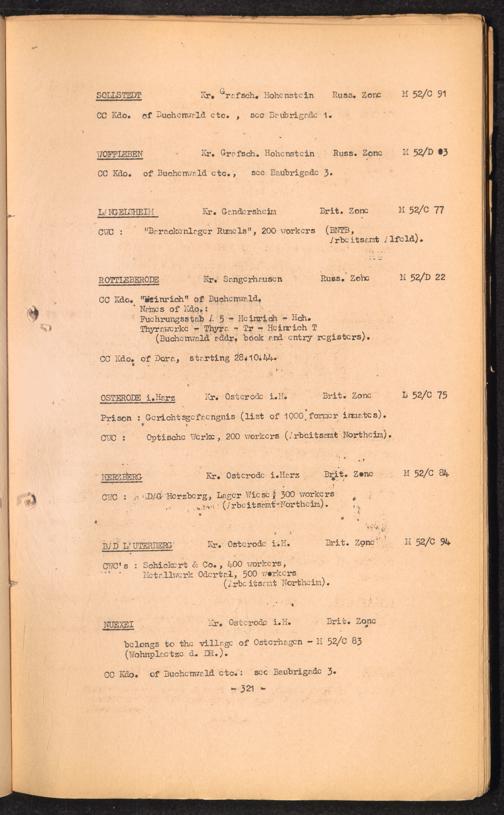 SOLLSTEDT Kr. Grafsch. Hohenstein Russ. Zone M 52/C 91
CC Kdo. of Buchenwald etc., see Baubrigade 1.
WOFFLEBEN Kr. Grafsch. Hohenstein Russ. Zone M 52/D 83
CC Kdo. of Buchenwald etc., see Baubrigade 3.
LANGELSHEIM Kr. Gandersheim Brit. Zone M 52/C 77
CWC : "Barackenlager Rumels", 200 workers (BNTB,
Arbeitsamt Alfeld).
ROTTLEBERODE Kr. Sangerhausen Russ. Zone M 52/D 22
CC Kdo. "Heinrich" of Buchenwald.
Names of Kdo.:
Fuehrungsstab A 5 - Heinrich - Hch.
Thyrawerke - Thyra - Tr - Heinrich T
(Buchenwald addr. book and entry registers).
CC Kdo. of Dora, starting 28.10.44.
OSTERODE i.Harz Kr. Osterode i.H. Brit. Zone L 52/C 75
Prison : Gerichtsgefaengnis (list of 1000 former inmates).
CWC : Optische Werke, 200 workers (Arbeitsamt Northeim).
HERZBERG Kr. Osterode i.Harz Brit. Zone M 52/C 84
CWC : DAG Herzberg, Lager Wiese, 300 workers
(Arbeitsamt Northeim).
BAD LAUTERBERG Kr. Osterode i.H. Brit. Zone M 52/C 94
CWC's : Schickert & Co., 400 workers,
Metallwerk Odertal, 500 workers
(Arbeitsamt Northeim).
NUEXEI Kr. Osterode i.H. Brit. Zone
belongs to the village of Osterhagen - M 52/C 83
(Wohnplaetze d. DR.).
CC Kdo. of Buchenwald etc.: see Baubrigade 3.
- 321 -